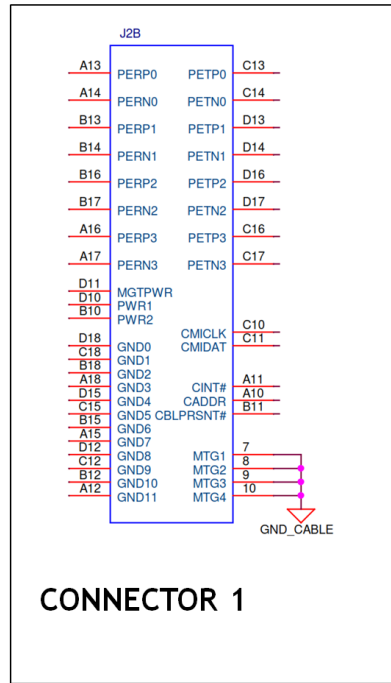 J2B
A13 PERP0 PETP0 C13
A14 PERN0 PETN0 C14
B13 PERP1 PETP1 D13
B14 PERN1 PETN1 D14
B16 PERP2 PETP2 D16
B17 PERN2 PETN2 D17
A16 PERP3 PETP3 C16
A17 PERN3 PETN3 C17
D11 MGTPWR
D10 PWR1
B10 PWR2
CMICLK C10
D18 GND0 CMIDAT C11
C18 GND1
B18 GND2
A18 GND3 CINT# A11
D15 GND4 CADDR A10
C15 GND5 CBLPRSNT# B11
B15 GND6
A15 GND7
D12 GND8 MTG1 7
C12 GND9 MTG2 8
B12 GND10 MTG3 9
A12 GND11 MTG4 10
GND_CABLE
CONNECTOR 1